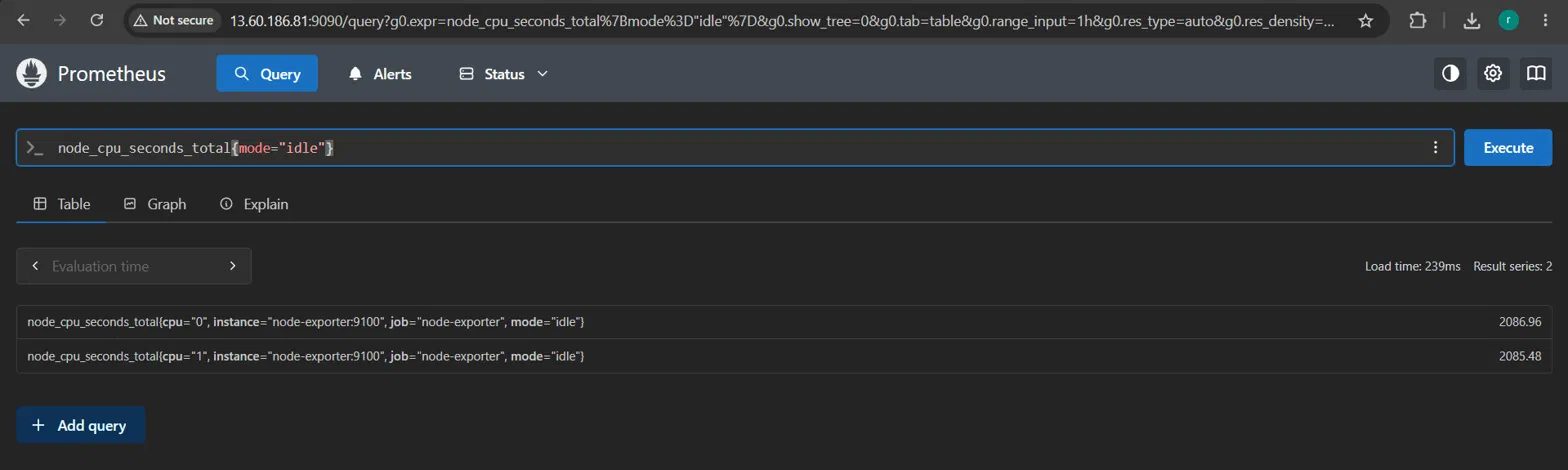 Not secure 13.60.186.81:9090/query?g0.expr=node_cpu_seconds_total%7Bmode%3D"idle"%7D&g0.show_tree=0&g0.tab=table&g0.range_input=1h&g0.res_type=auto&g0.res_density=... r
Prometheus Query Alerts Status
>_ node_cpu_seconds_total{mode="idle"} Execute
Table Graph Explain
Evaluation time Load time: 239ms Result series: 2
node_cpu_seconds_total{cpu="0", instance="node-exporter:9100", job="node-exporter", mode="idle"} 2086.96
node_cpu_seconds_total{cpu="1", instance="node-exporter:9100", job="node-exporter", mode="idle"} 2085.48
+ Add query